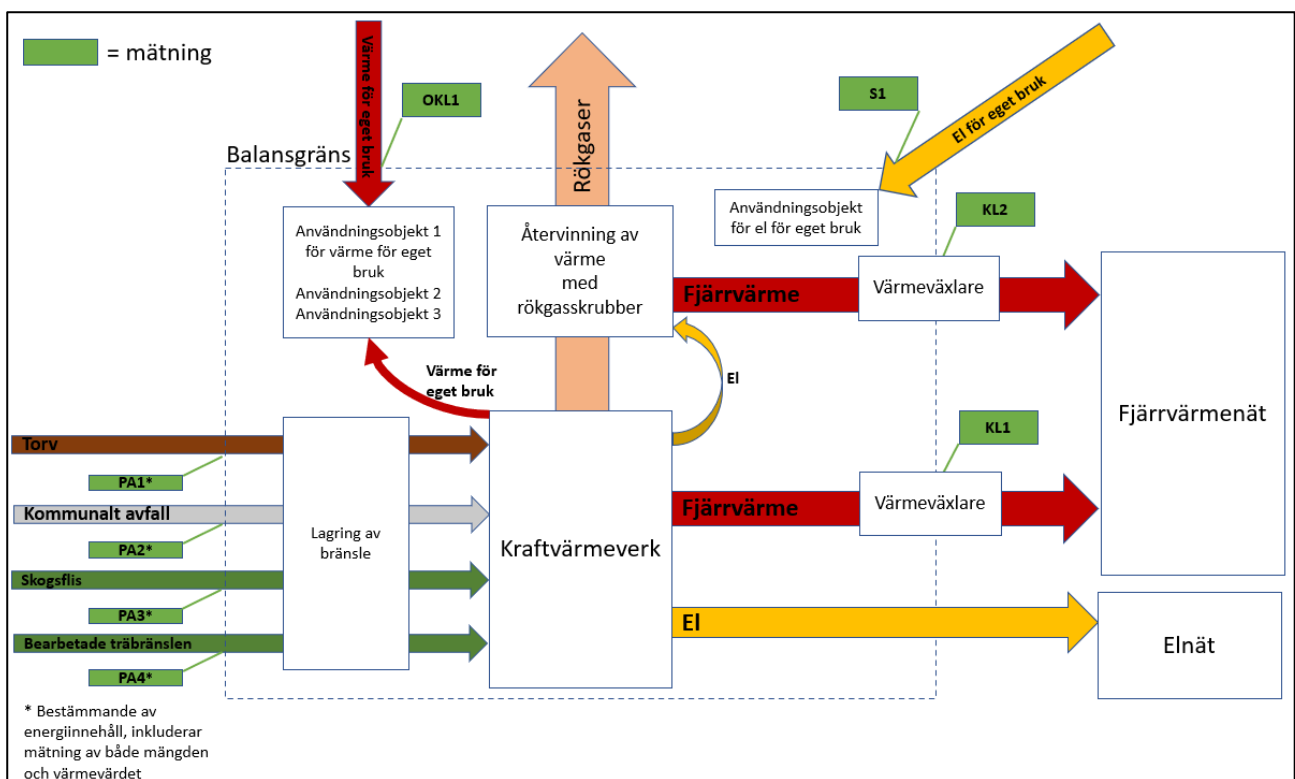 = mätning
Värme för
eget bruk
OKL1
Rökgaser
S1
El för eget bruk
Balansgräns
Användningsobjekt 1
för värme för eget
bruk
Användningsobjekt 2
Användningsobjekt 3
Återvinning av
värme
med
rökgasskrubber
Användningsobjekt
för el för eget bruk
KL2
Fjärrvärme
Värmeväxlare
Värme för
eget bruk
El
Fjärrvärmenät
KL1
Torv
PA1*
Kommunalt avfall
PA2*
Skogsflis
PA3*
Bearbetade träbränslen
PA4*
Lagring av
bränsle
Kraftvärmeverk
Fjärrvärme
Värmeväxlare
El
Elnät
* Bestämmande av
energiinnehåll, inkluderar
mätning av både mängden
och värmevärdet